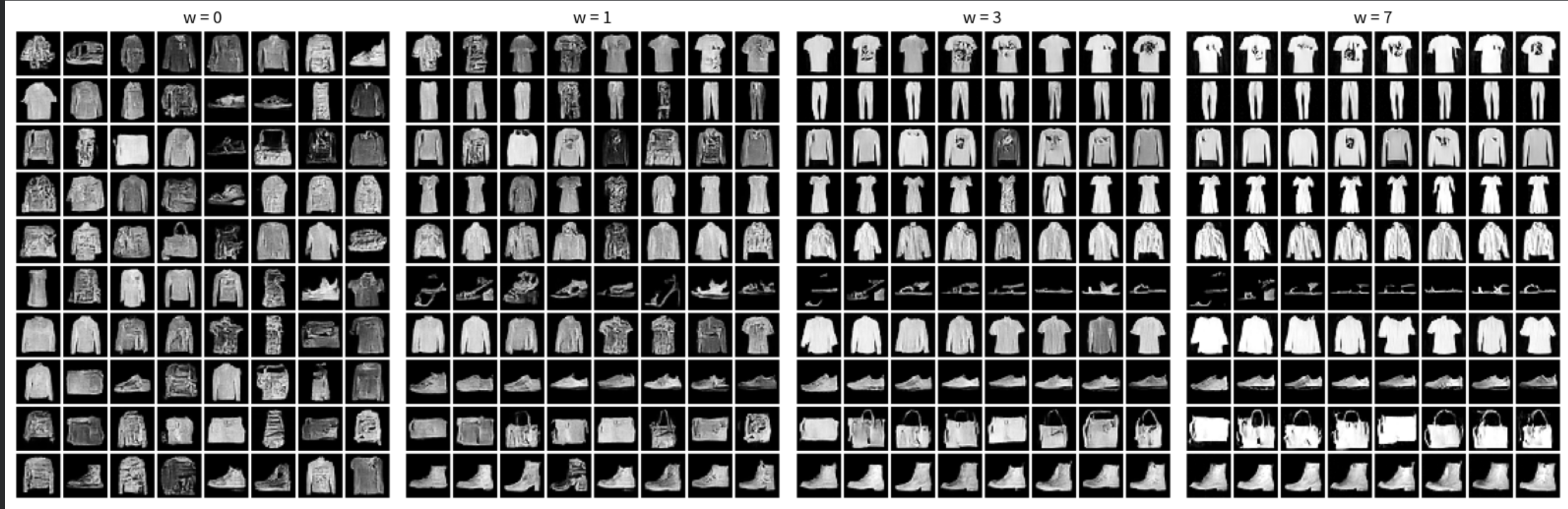 w = 0 w = 1 w = 3 w = 7